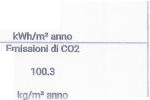 kWh/m² anno
Emissioni di CO2
100.3
kg/m² anno